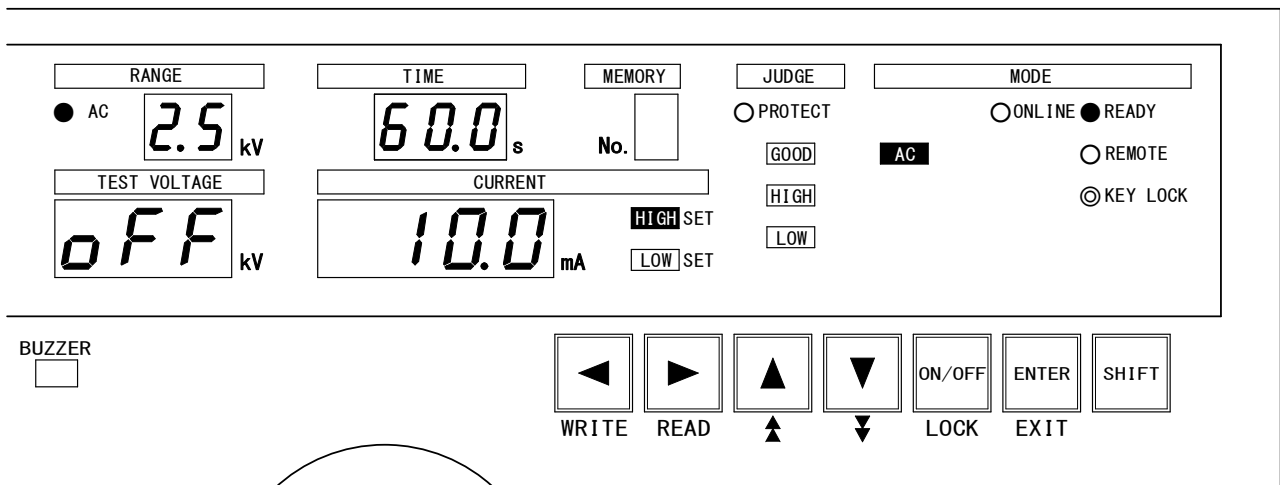 RANGE TIME MEMORY JUDGE MODE
AC 2.5 kV 60.0 s No. PROTECT ONLINE READY
GOOD AC REMOTE
TEST VOLTAGE CURRENT HIGH KEY LOCK
oFF kV 10.0 mA HIGH SET
LOW SET LOW
BUZZER
ON/OFF ENTER SHIFT
WRITE READ LOCK EXIT